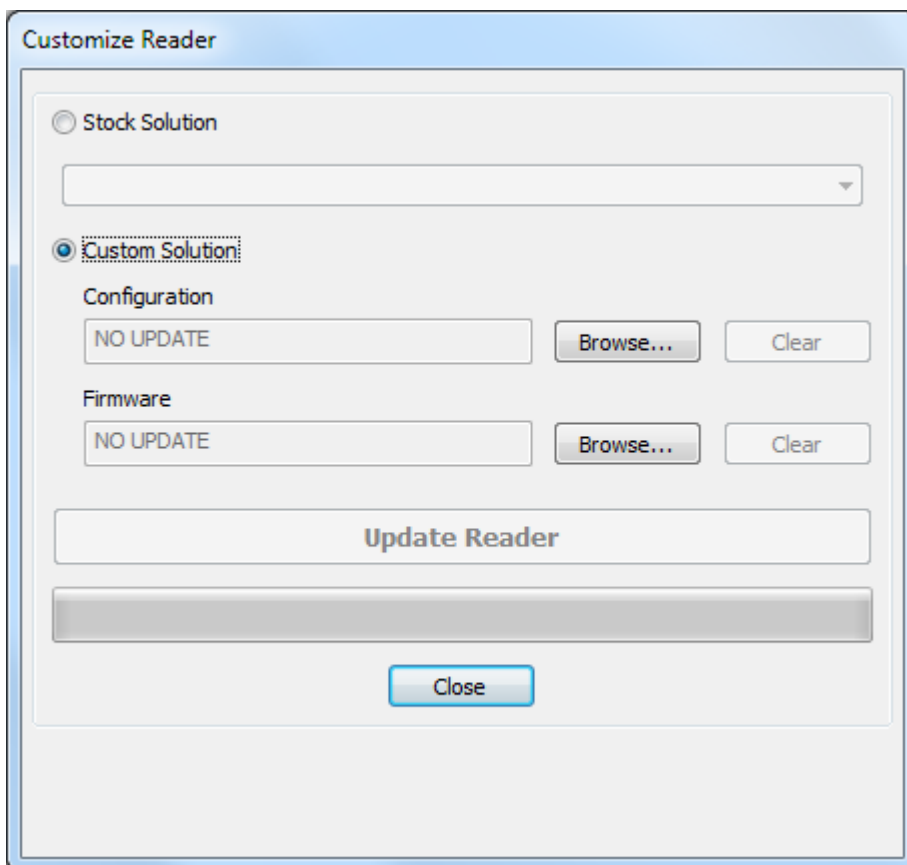 Customize Reader
Stock Solution
Custom Solution
Configuration
NO UPDATE Browse... Clear
Firmware
NO UPDATE Browse... Clear
Update Reader
Close